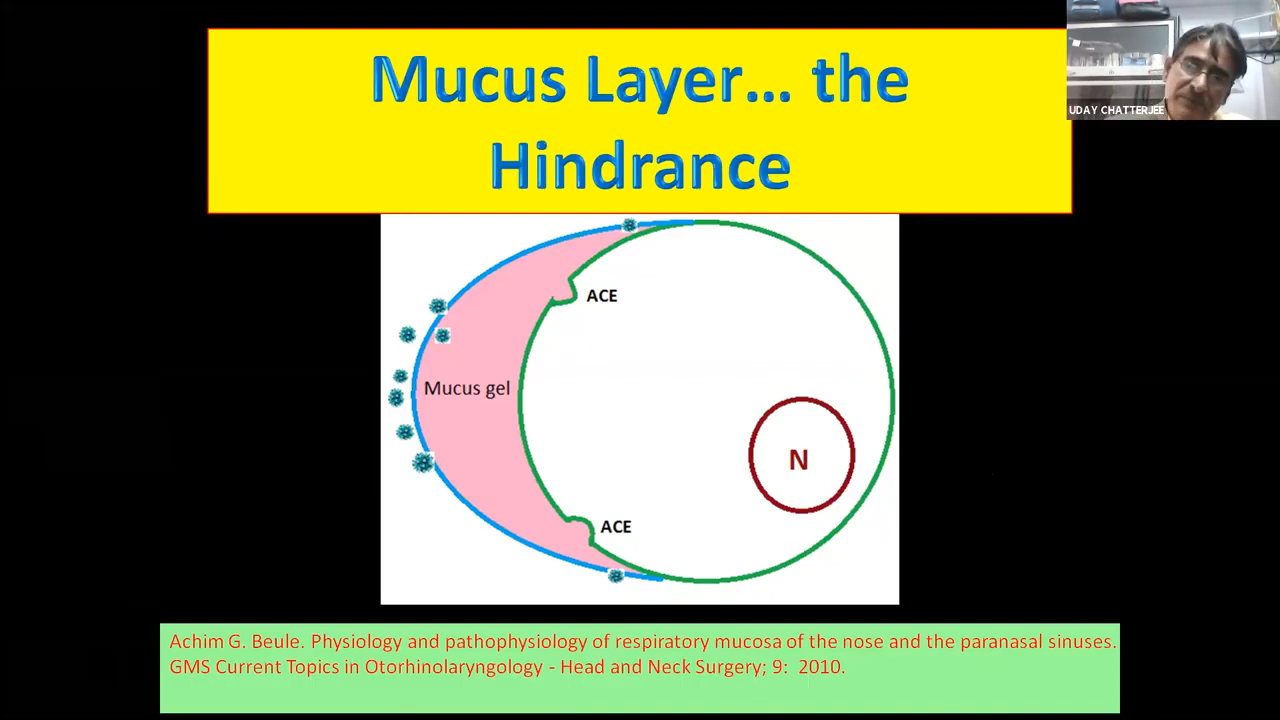 Mucus Layer... the
Hindrance
UDAY CHATTERJEE
ACE
Mucus gel
N
ACE
Achim G. Beule. Physiology and pathophysiology of respiratory mucosa of the nose and the paranasal sinuses.
GMS Current Topics in Otorhinolaryngology - Head and Neck Surgery; 9: 2010.